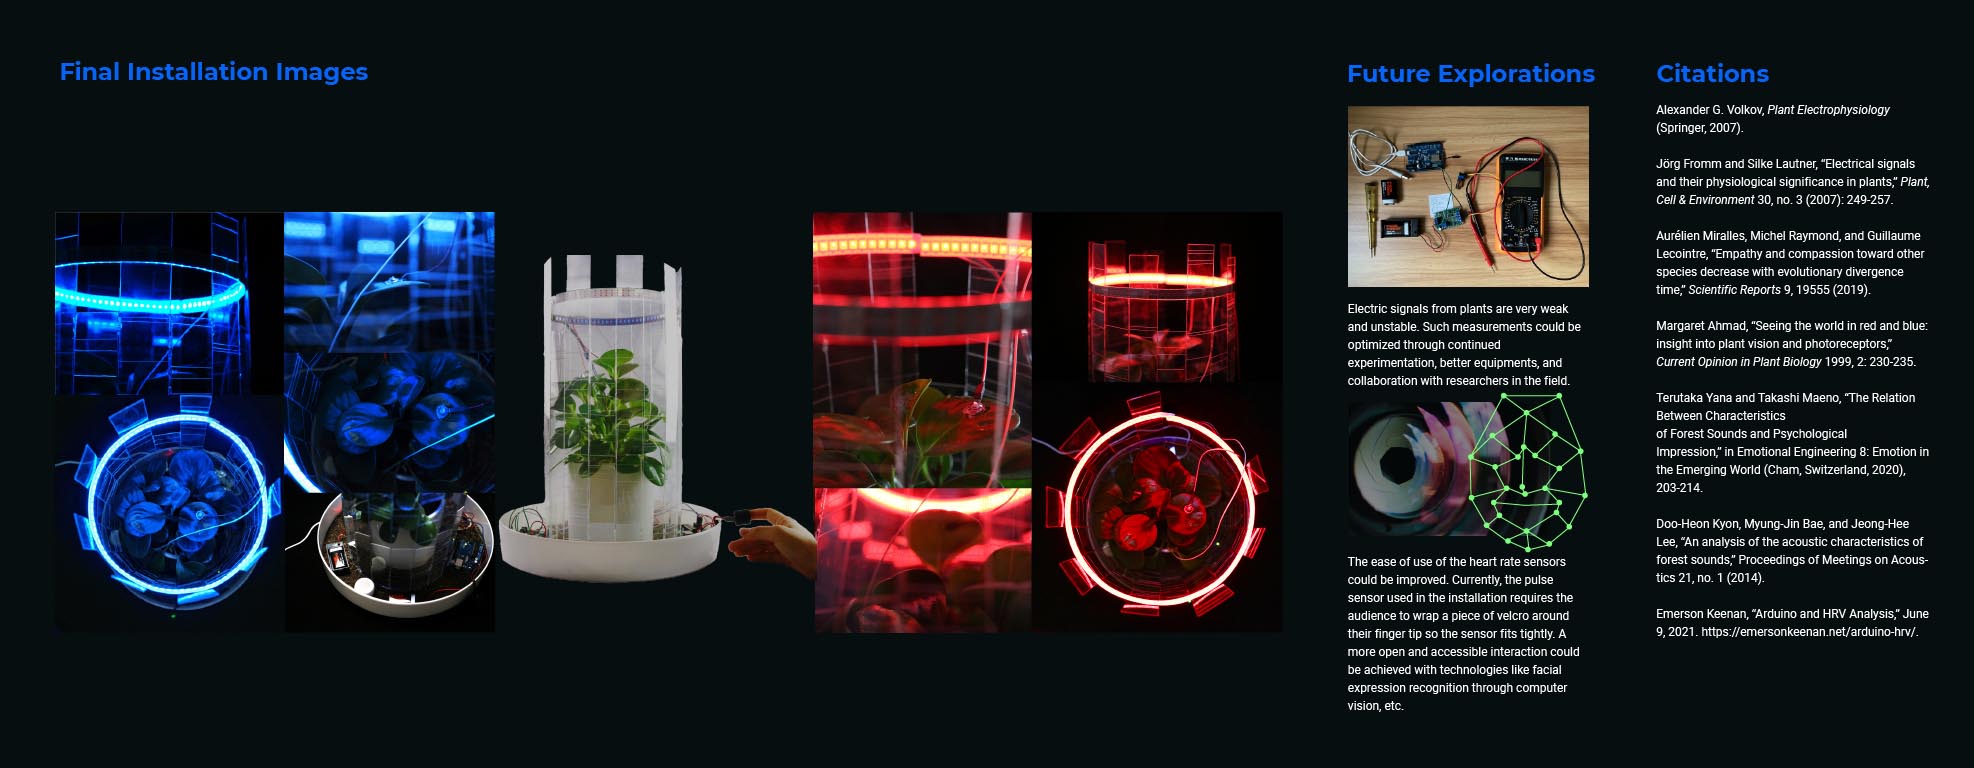 Final Installation Images
Future Explorations
Electric signals from plants are very weak
and unstable. Such measurements could be
optimized through continued
experimentation, better equipments, and
collaboration with researchers in the field.
The ease of use of the heart rate sensors
could be improved. Currently, the pulse
sensor used in the installation requires the
audience to wrap a piece of velcro around
their finger tip so the sensor fits tightly. A
more open and accessible interaction could
be achieved with technologies like facial
expression recognition through computer
vision, etc.
Citations
Alexander G. Volkov, Plant Electrophysiology
(Springer, 2007).
Jörg Fromm and Silke Lautner, “Electrical signals
and their physiological significance in plants,” Plant,
Cell & Environment 30, no. 3 (2007): 249-257.
Aurélien Miralles, Michel Raymond, and Guillaume
Lecointre, “Empathy and compassion toward other
species decrease with evolutionary divergence
time,” Scientific Reports 9, 19555 (2019).
Margaret Ahmad, “Seeing the world in red and blue:
insight into plant vision and photoreceptors,”
Current Opinion in Plant Biology 1999, 2: 230-235.
Terutaka Yana and Takashi Maeno, “The Relation
Between Characteristics
of Forest Sounds and Psychological
Impression,” in Emotional Engineering 8: Emotion in
the Emerging World (Cham, Switzerland, 2020),
203-214.
Doo-Heon Kyon, Myung-Jin Bae, and Jeong-Hee
Lee, “An analysis of the acoustic characteristics of
forest sounds,” Proceedings of Meetings on Acous-
tics 21, no. 1 (2014).
Emerson Keenan, “Arduino and HRV Analysis,” June
9, 2021. https://emersonkeenan.net/arduino-hrv/.